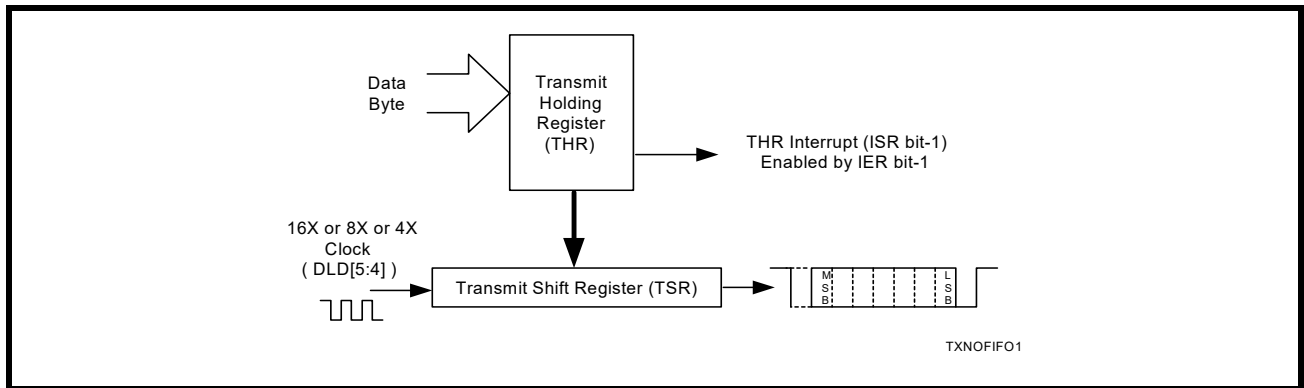 Data
Byte
Transmit
Holding
Register
(THR)
THR Interrupt (ISR bit-1)
Enabled by IER bit-1
16X or 8X or 4X
Clock
( DLD[5:4] )
Transmit Shift Register (TSR)
M
S
B
L
S
B
TXNOFIFO1